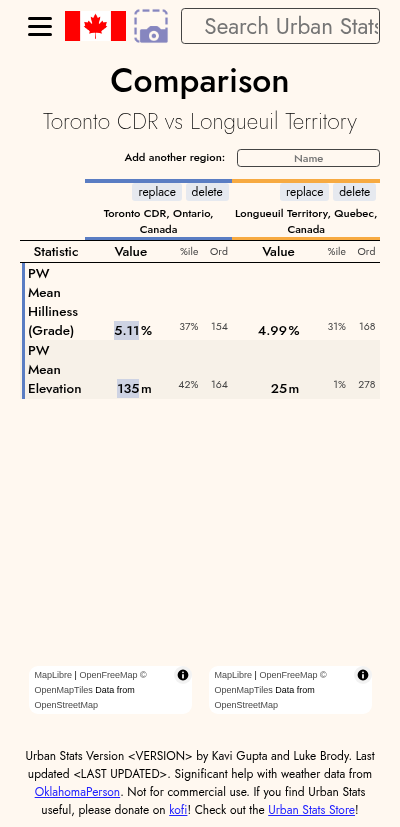 Search Urban Stats
Comparison
Toronto CDR vs Longueuil Territory
Add another region: Name
replace delete replace delete
Toronto CDR, Ontario, Canada
Longueuil Territory, Quebec, Canada
Statistic Value %ile Ord Value %ile Ord
PW Mean Hilliness (Grade) 5.11% 37% 154 4.99% 31% 168
PW Mean Elevation 135m 42% 164 25m 1% 278
MapLibre | OpenFreeMap ©
OpenMapTiles Data from
OpenStreetMap
MapLibre | OpenFreeMap ©
OpenMapTiles Data from
OpenStreetMap
Urban Stats Version <VERSION> by Kavi Gupta and Luke Brody. Last
updated <LAST UPDATED>. Significant help with weather data from
OklahomaPerson. Not for commercial use. If you find Urban Stats
useful, please donate on kofi! Check out the Urban Stats Store!